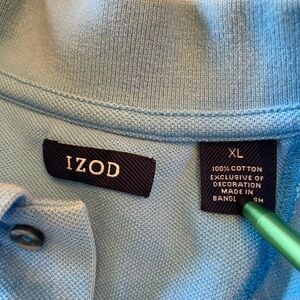 IZOD
XL
100% COTTON
EXCLUSIVE OF
DECORATION
MADE IN